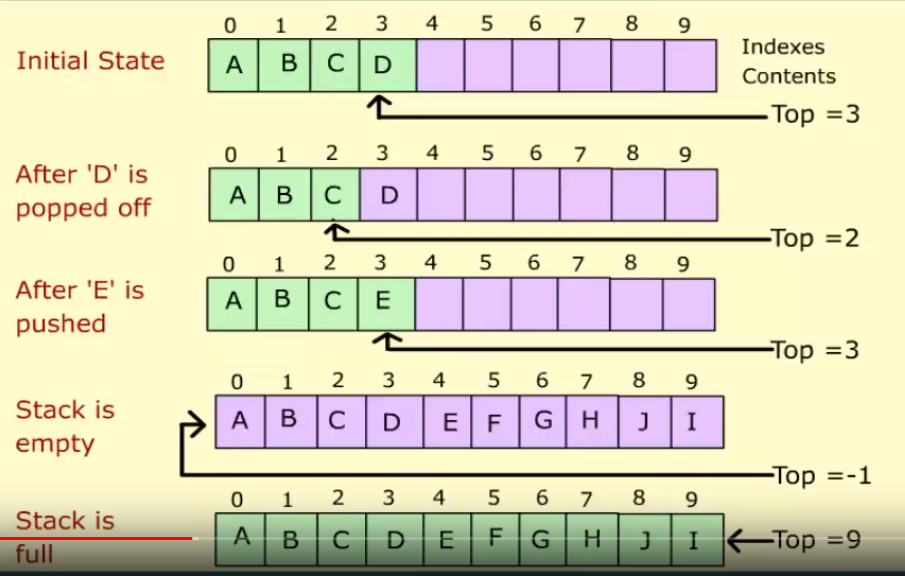 0 1 2 3 4 5 6 7 8 9
Initial State A B C D Indexes
Contents
Top =3
0 1 2 3 4 5 6 7 8 9
After 'D' is
popped off A B C D
Top =2
0 1 2 3 4 5 6 7 8 9
After 'E' is
pushed A B C E
Top =3
0 1 2 3 4 5 6 7 8 9
Stack is
empty A B C D E F G H J I
Top =-1
0 1 2 3 4 5 6 7 8 9
Stack is
full A B C D E F G H J I Top =9